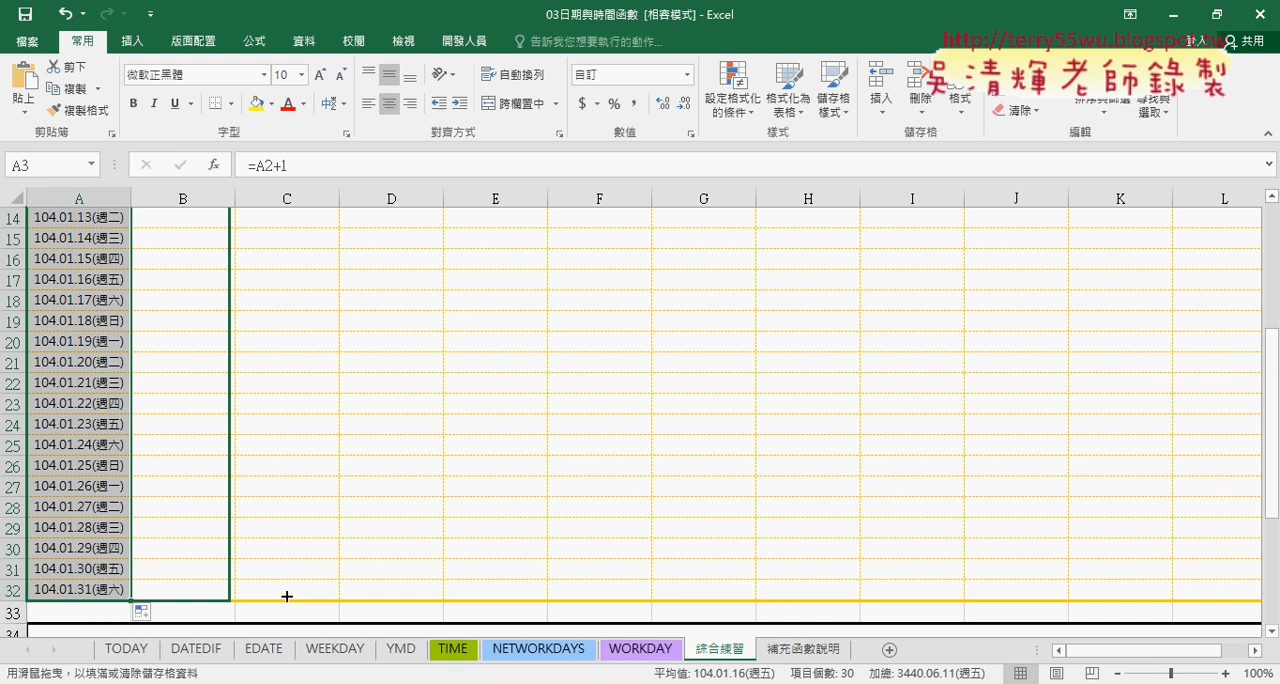 03日期與時間函數 [相容模式] - Excel
http://terry55wu.blogspot.tw
吳清輝老師錄製
檔案 常用 插入 版面配置 公式 資料 校閱 檢視 開發人員 告訴我您想要執行的動作... 登入 共用
貼上 剪下 複製 複製格式 剪貼簿
微軟正黑體 10 B I U A 中 字型
自動換列 跨欄置中 對齊方式
自訂 $ % , 數值
設定格式化的條件 格式化為表格 儲存格樣式 樣式
插入 刪除 格式 儲存格
清除 編輯
A3 fx =A2+1
A B C D E F G H I J K L
14 104.01.13(週二)
15 104.01.14(週三)
16 104.01.15(週四)
17 104.01.16(週五)
18 104.01.17(週六)
19 104.01.18(週日)
20 104.01.19(週一)
21 104.01.20(週二)
22 104.01.21(週三)
23 104.01.22(週四)
24 104.01.23(週五)
25 104.01.24(週六)
26 104.01.25(週日)
27 104.01.26(週一)
28 104.01.27(週二)
29 104.01.28(週三)
30 104.01.29(週四)
31 104.01.30(週五)
32 104.01.31(週六)
33
34
TODAY DATEDIF EDATE WEEKDAY YMD TIME NETWORKDAYS WORKDAY 綜合練習 補充函數說明
用滑鼠拖曳，以填滿或清除儲存格資料 平均值: 104.01.16(週五) 項目個數: 30 加總: 3440.06.11(週五) 100%